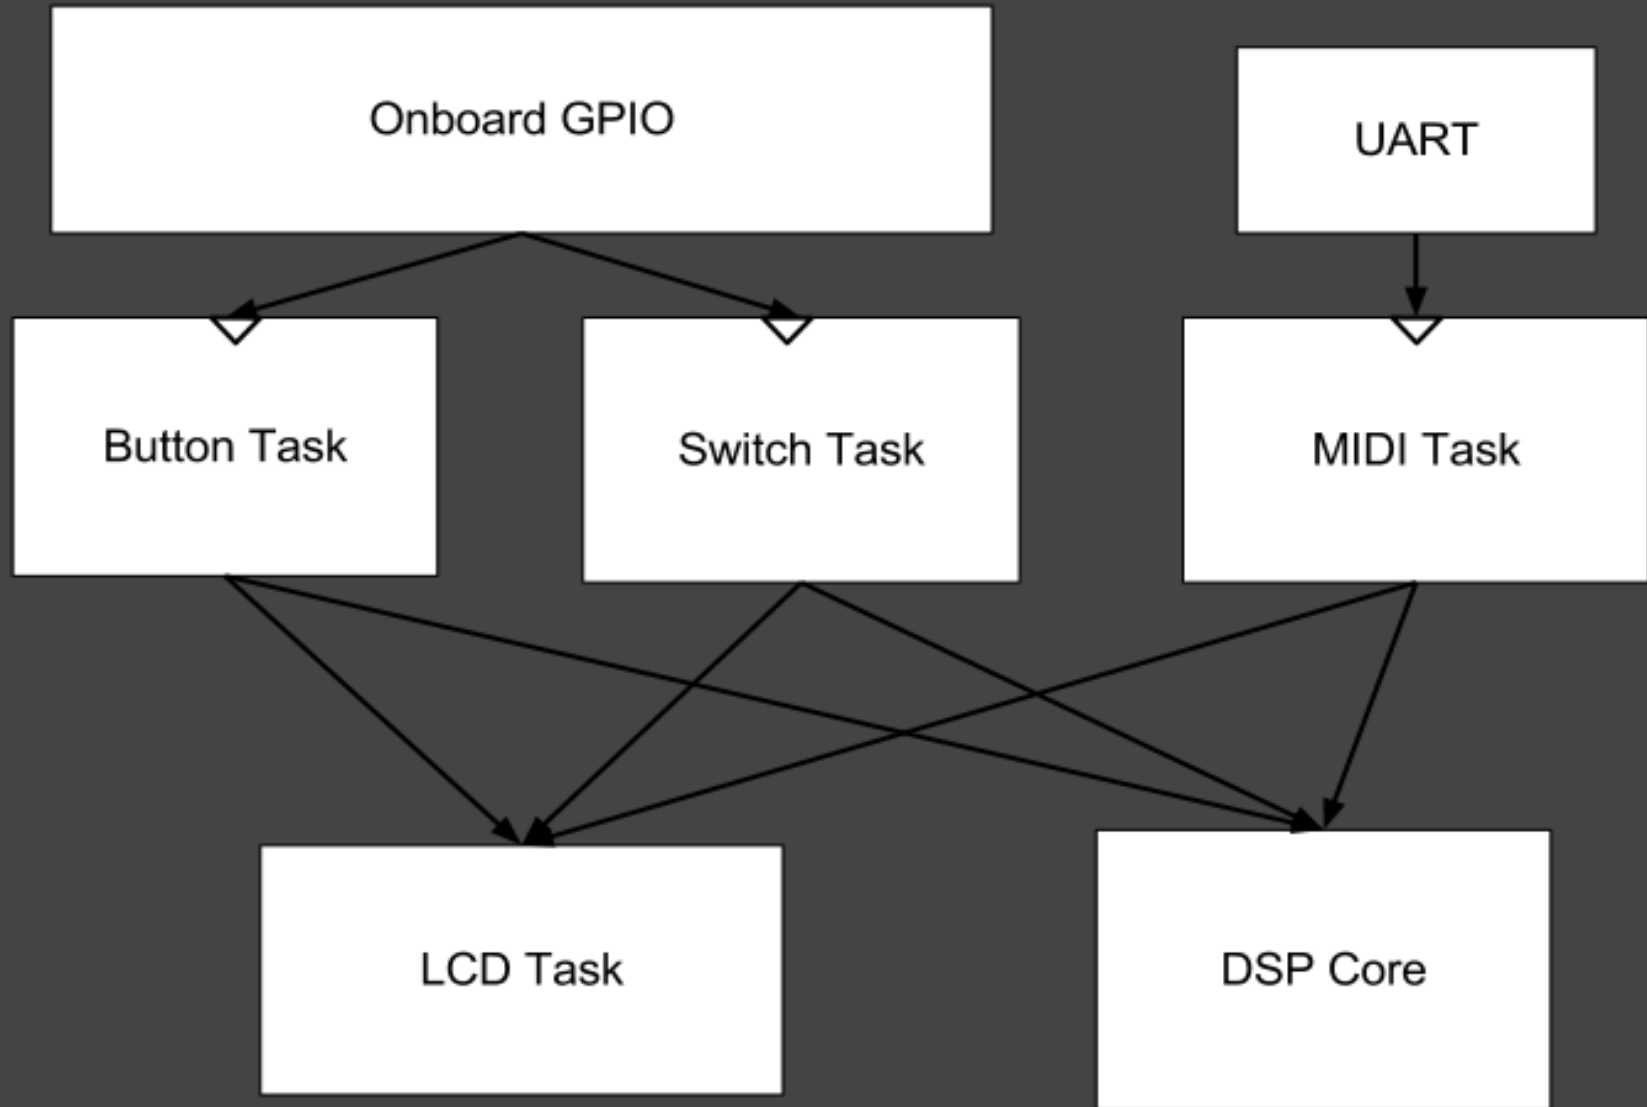 Onboard GPIO
UART
Button Task
Switch Task
MIDI Task
LCD Task
DSP Core